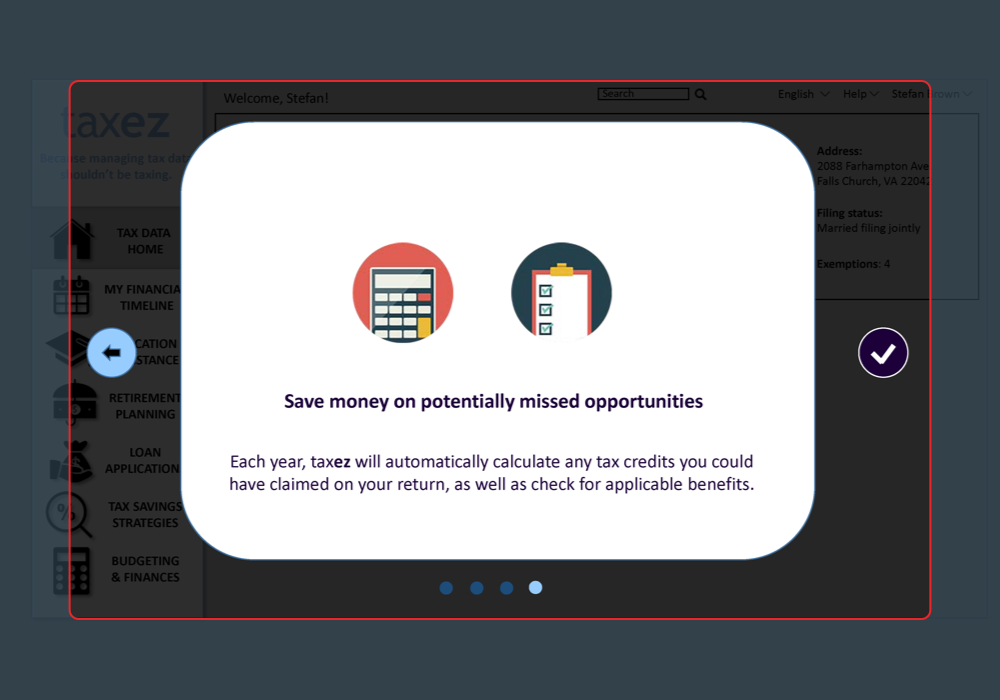 Welcome, Stefan!
Search
English
Help
Stefan Brown
taxez
Because managing tax data
shouldn't be taxing.
Address:
2088 Farhampton Ave
Falls Church, VA 22042
Filing status:
Married filing jointly
Exemptions: 4
TAX DATA
HOME
MY FINANCIA
TIMELINE
CATION
STANCE
RETIREMENT
PLANNING
LOAN
APPLICATION
TAX SAVINGS
STRATEGIES
BUDGETING
& FINANCES
%
Save money on potentially missed opportunities
Each year, taxez will automatically calculate any tax credits you could
have claimed on your return, as well as check for applicable benefits.